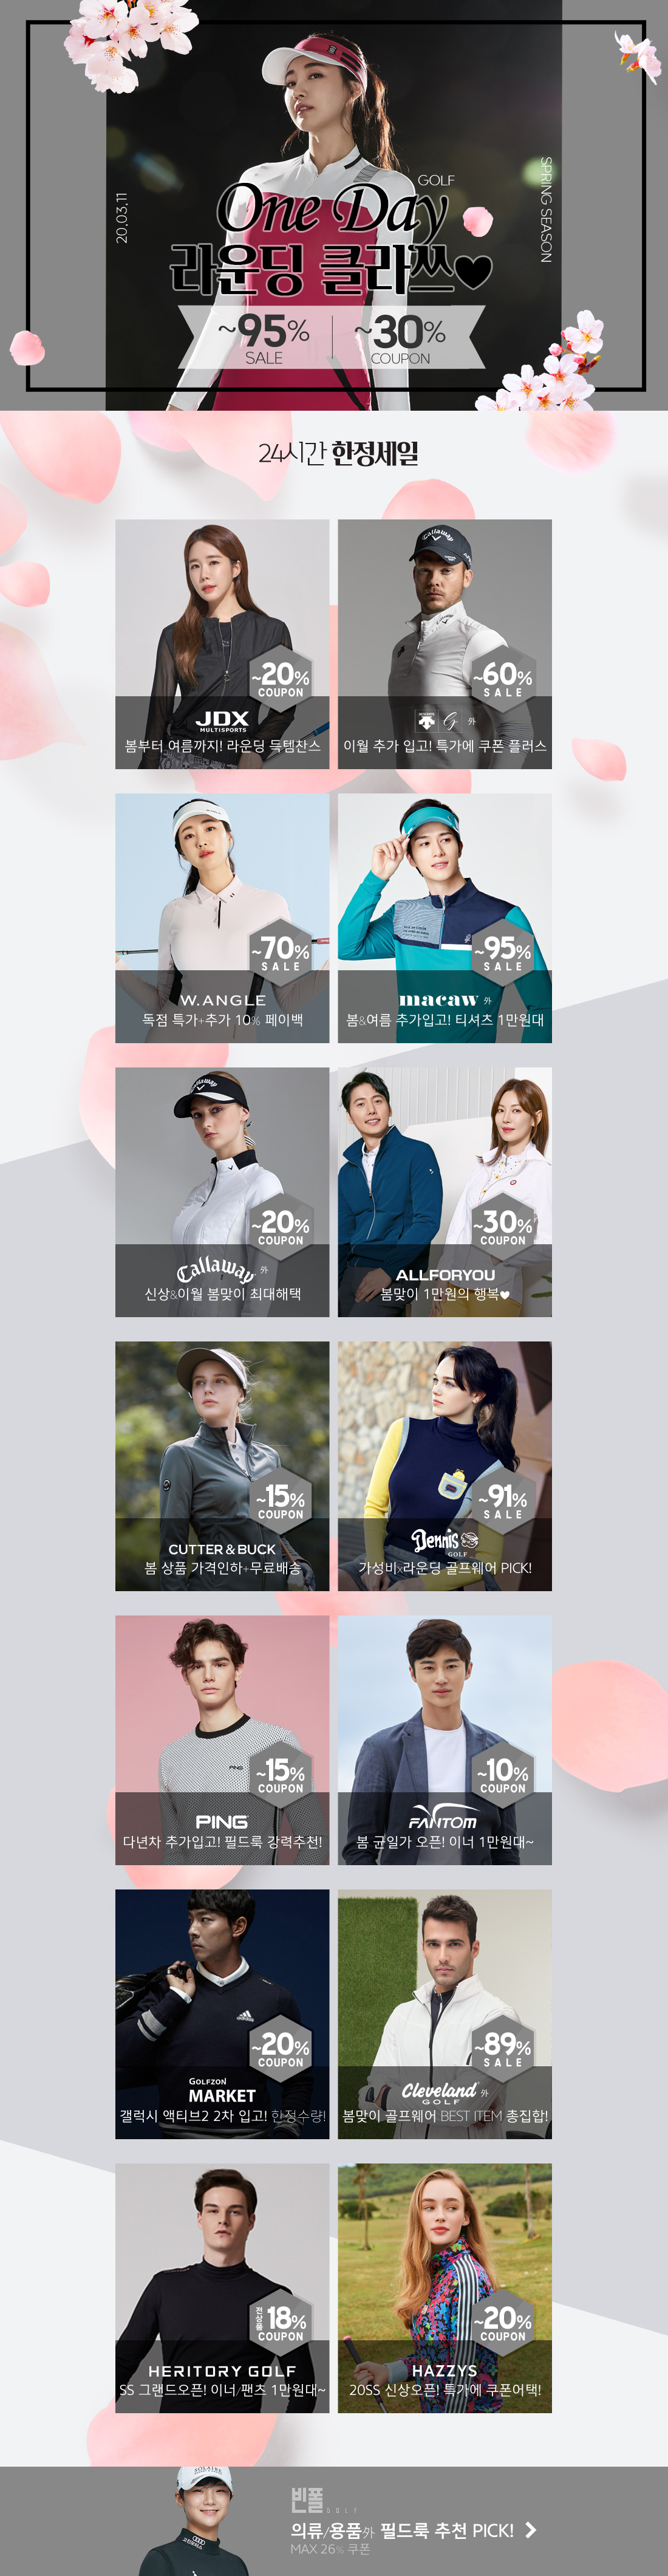 20.03.11
GOLF
SPRING SEASON
One Day
라운딩 클라쓰♥
~95% SALE
~30% COUPON
24시간 한정세일
~20% COUPON
JDX
MULTISPORTS
봄부터 여름까지! 라운딩 득템찬스
Callaway
~60% SALE
外
이월 추가 입고! 특가에 쿠폰 플러스
~70% SALE
W.ANGLE
독점 특가+추가 10% 페이백
~95% SALE
macaw 外
봄&여름 추가입고! 티셔츠 1만원대
Callaway
~20% COUPON
Callaway 外
신상&이월 봄맞이 최대해택
~30% COUPON
ALLFORYOU
봄맞이 1만원의 행복♥
~15% COUPON
CUTTER & BUCK
봄 상품 가격인하+무료배송
~91% SALE
Dennis
GOLF
가성비x라운딩 골프웨어 PICK!
PING
~15% COUPON
PING
다년차 추가입고! 필드룩 강력추천!
~10% COUPON
FANTOM
봄 균일가 오픈! 이너 1만원대~
adidas
~20% COUPON
GOLFZON
MARKET
갤럭시 액티브2 2차 입고! 한정수량!
~89% SALE
Cleveland 外
GOLF
봄맞이 골프웨어 BEST ITEM 총집합!
전상품 18% COUPON
HERITORY GOLF
SS 그랜드오픈! 이너/팬츠 1만원대~
~20% COUPON
HAZZYS
20SS 신상오픈! 특가에 쿠폰어택!
SOLAIRE
빈폴 GOLF
의류/용품外 필드룩 추천 PICK!
MAX 26% 쿠폰